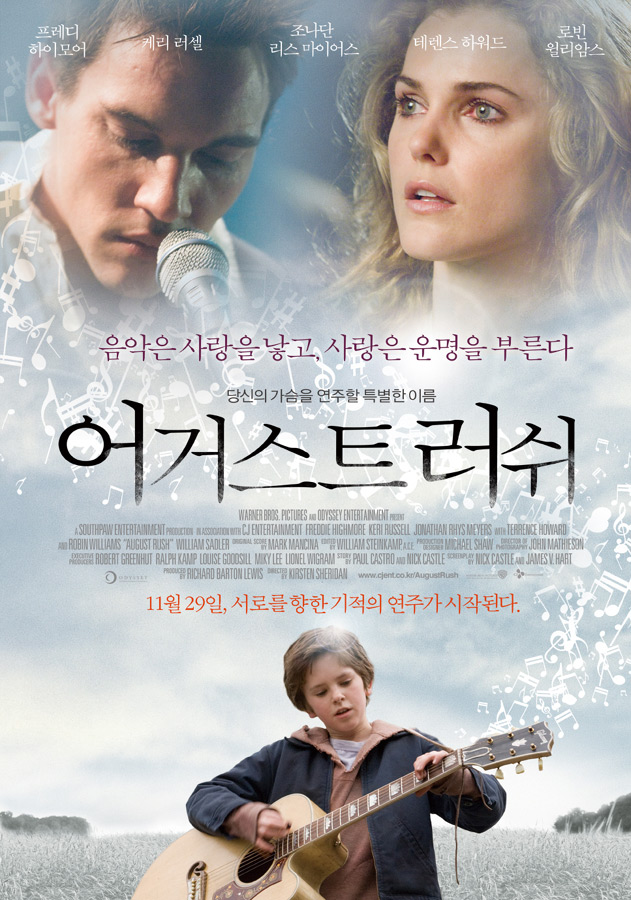 프레디
하이모어
케리 러셀
조나단
리스 마이어스
테렌스 하워드
로빈
윌리암스
음악은 사랑을 낳고, 사랑은 운명을 부른다
당신의 가슴을 연주할 특별한 이름
어거스트 러쉬
WARNER BROS. PICTURES AND ODYSSEY ENTERTAINMENT PRESENT
A SOUTHPAW ENTERTAINMENT PRODUCTION IN ASSOCIATION WITH CJ ENTERTAINMENT FREDDIE HIGHMORE KERI RUSSELL JONATHAN RHYS MEYERS WITH TERRENCE HOWARD
AND ROBIN WILLIAMS "AUGUST RUSH" WILLIAM SADLER ORIGINAL SCORE BY MARK MANCINA EDITED BY WILLIAM STEINKAMP, A.C.E. PRODUCTION DESIGNER MICHAEL SHAW DIRECTOR OF PHOTOGRAPHY JOHN MATHIESON
EXECUTIVE PRODUCERS ROBERT GREENHUT RALPH KAMP LOUISE GOODSILL MIKY LEE LIONEL WIGRAM STORY BY PAUL CASTRO AND NICK CASTLE SCREENPLAY BY NICK CASTLE AND JAMES V. HART
PRODUCED BY RICHARD BARTON LEWIS DIRECTED BY KIRSTEN SHERIDAN www.cjent.co.kr/AugustRush
ODYSSEY
11월 29일, 서로를 향한 기적의 연주가 시작된다.